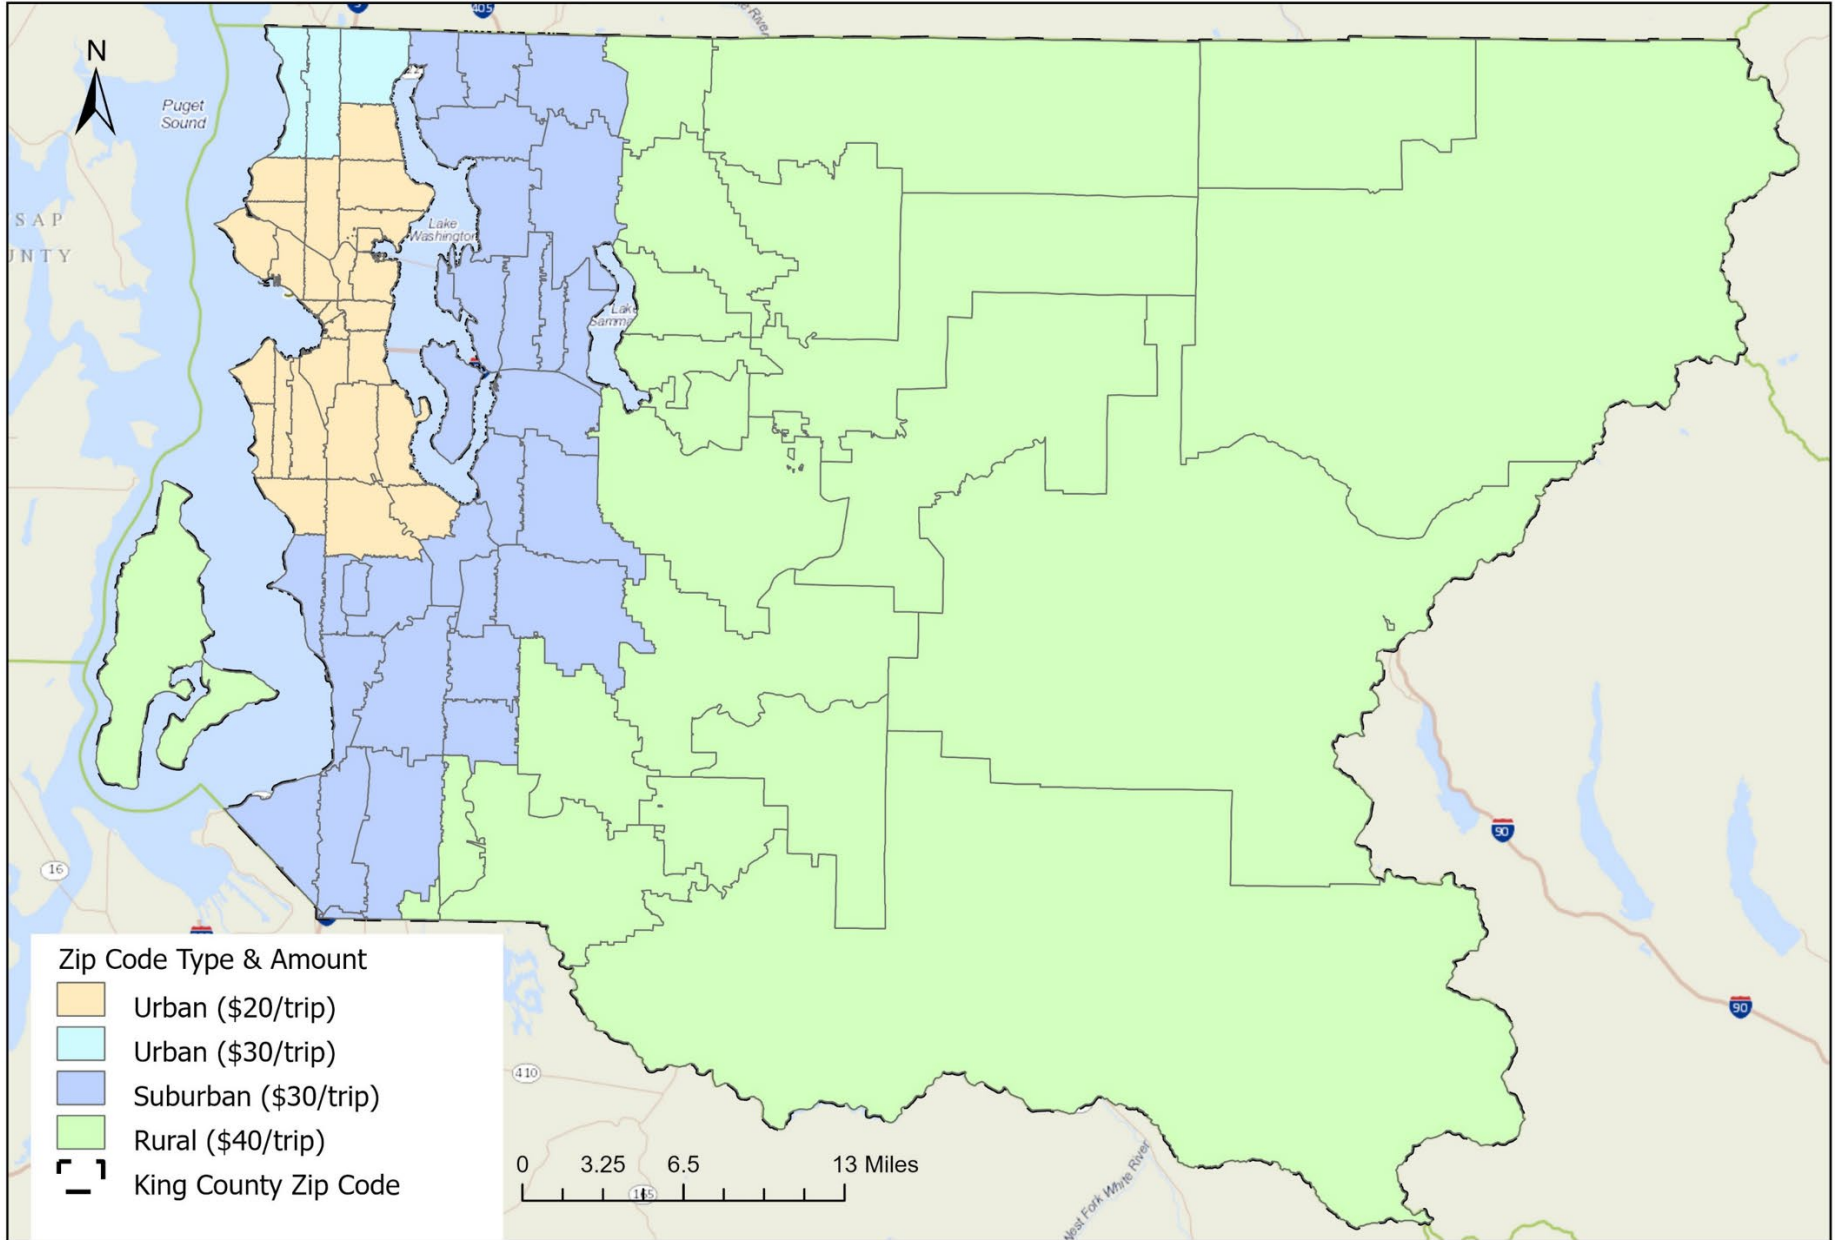 405
N
Puget
Sound
SAP
Lake
Washington
Lake
90
90
16
Zip Code Type & Amount
Urban ($20/trip)
Urban ($30/trip)
Suburban ($30/trip)
Rural ($40/trip)
King County Zip Code
410
0 3.25 6.5 13 Miles
165
West Fork White River